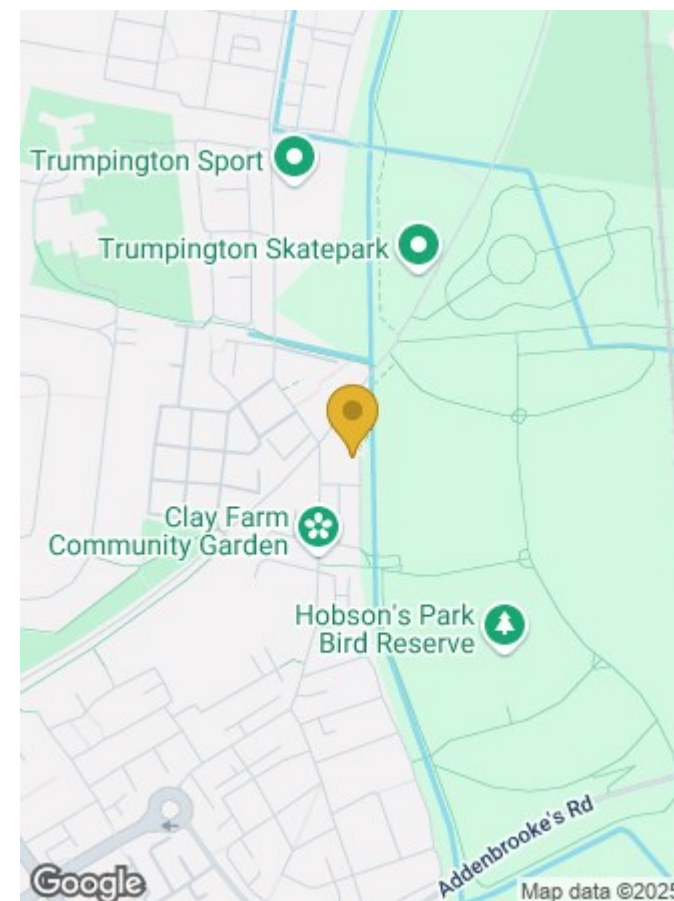 Trumpington Sport
Trumpington Skatepark
Clay Farm
Community Garden
Hobson's Park
Bird Reserve
Addenbrooke's Rd
Google
Map data ©2025